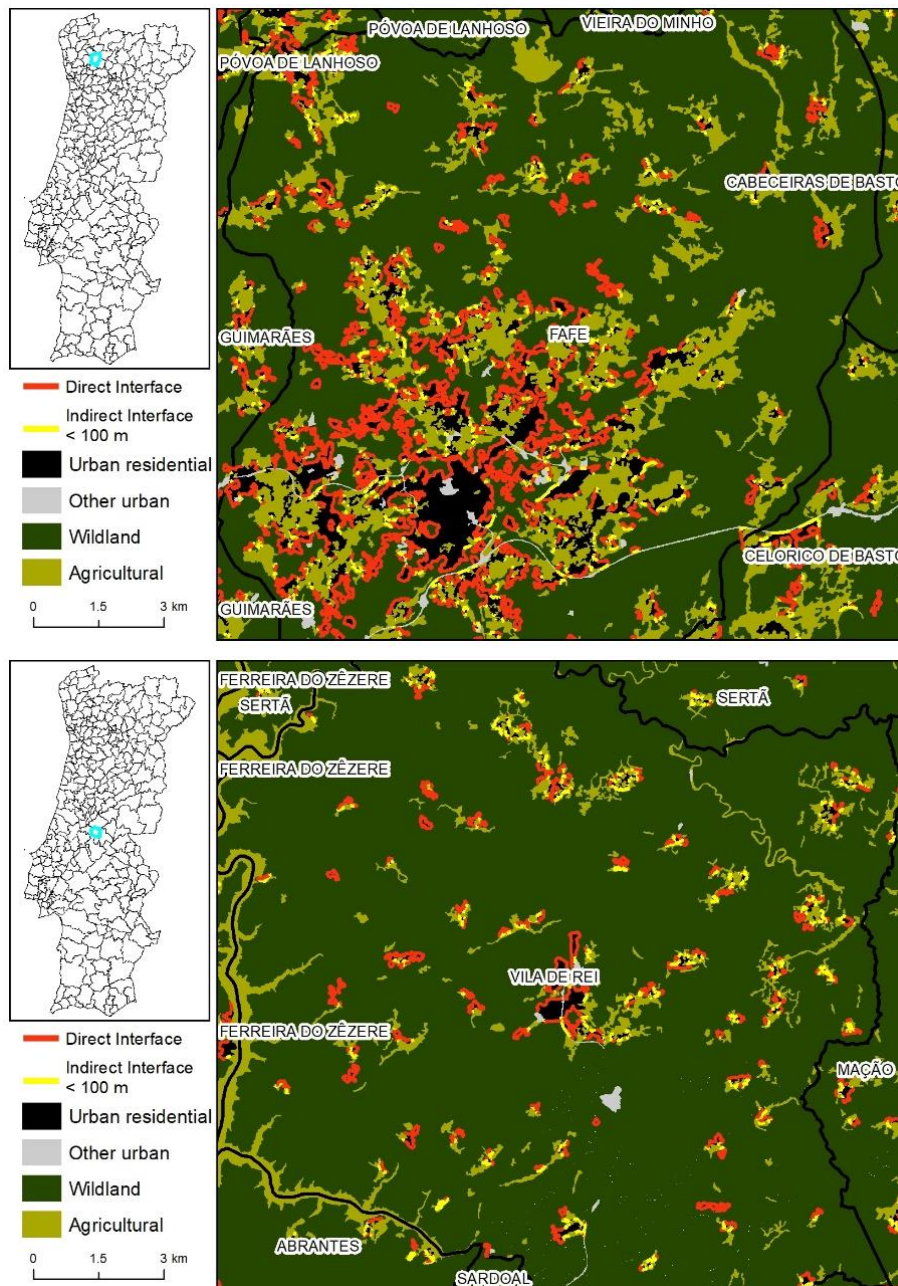 PÓVOA DE LANHOSO
VIEIRA DO MINHO
PÓVOA DE LANHOSO
CABECEIRAS DE BASTO
GUIMARÃES
FAFE
CELORICO DE BASTO
GUIMARÃES
Direct Interface
Indirect Interface
< 100 m
Urban residential
Other urban
Wildland
Agricultural
0 1.5 3 km
FERREIRA DO ZÊZERE
SERTÃ
SERTÃ
FERREIRA DO ZÊZERE
VILA DE REI
FERREIRA DO ZÊZERE
MAÇÃO
ABRANTES
SARDOAL
Direct Interface
Indirect Interface
< 100 m
Urban residential
Other urban
Wildland
Agricultural
0 1.5 3 km